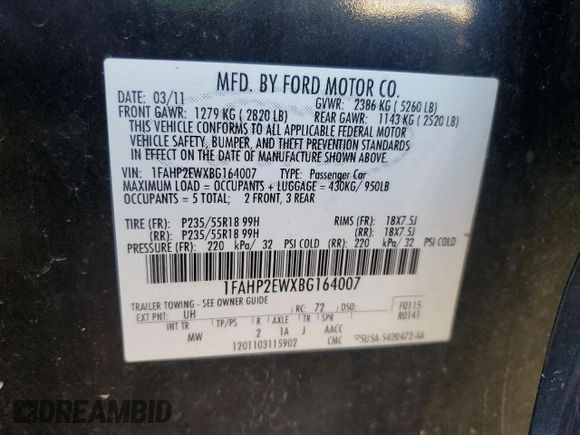 MFD. BY FORD MOTOR CO.
DATE: 03/11 GVWR: 2386 KG ( 5260 LB)
FRONT GAWR: 1279 KG ( 2820 LB) REAR GAWR: 1143 KG ( 2520 LB)
THIS VEHICLE CONFORMS TO ALL APPLICABLE FEDERAL MOTOR
VEHICLE SAFETY, BUMPER, AND THEFT PREVENTION STANDARDS
IN EFFECT ON THE DATE OF MANUFACTURE SHOWN ABOVE.
VIN: 1FAHP2EWXBG164007 TYPE: Passenger Car
MAXIMUM LOAD = OCCUPANTS + LUGGAGE = 430KG/ 950LB
OCCUPANTS = 5 TOTAL; 2 FRONT, 3 REAR
TIRE (FR): P235/55R18 99H RIMS (FR): 18X7.5J
(RR): P235/55R18 99H (RR): 18X7.5J
PRESSURE (FR): 220 kPa/ 32 PSI COLD (RR): 220 kPa/ 32 PSI COLD
1FAHP2EWXBG164007
TRAILER TOWING - SEE OWNER GUIDE
EXT PNT: UH RC: 72 DSO: F0115
R0141
INT TR TP/PS R AXLE TR SPR
MW 2 1A J AACC
1201103115902 CMC 5U5A-5420472-AA
DREAMBID